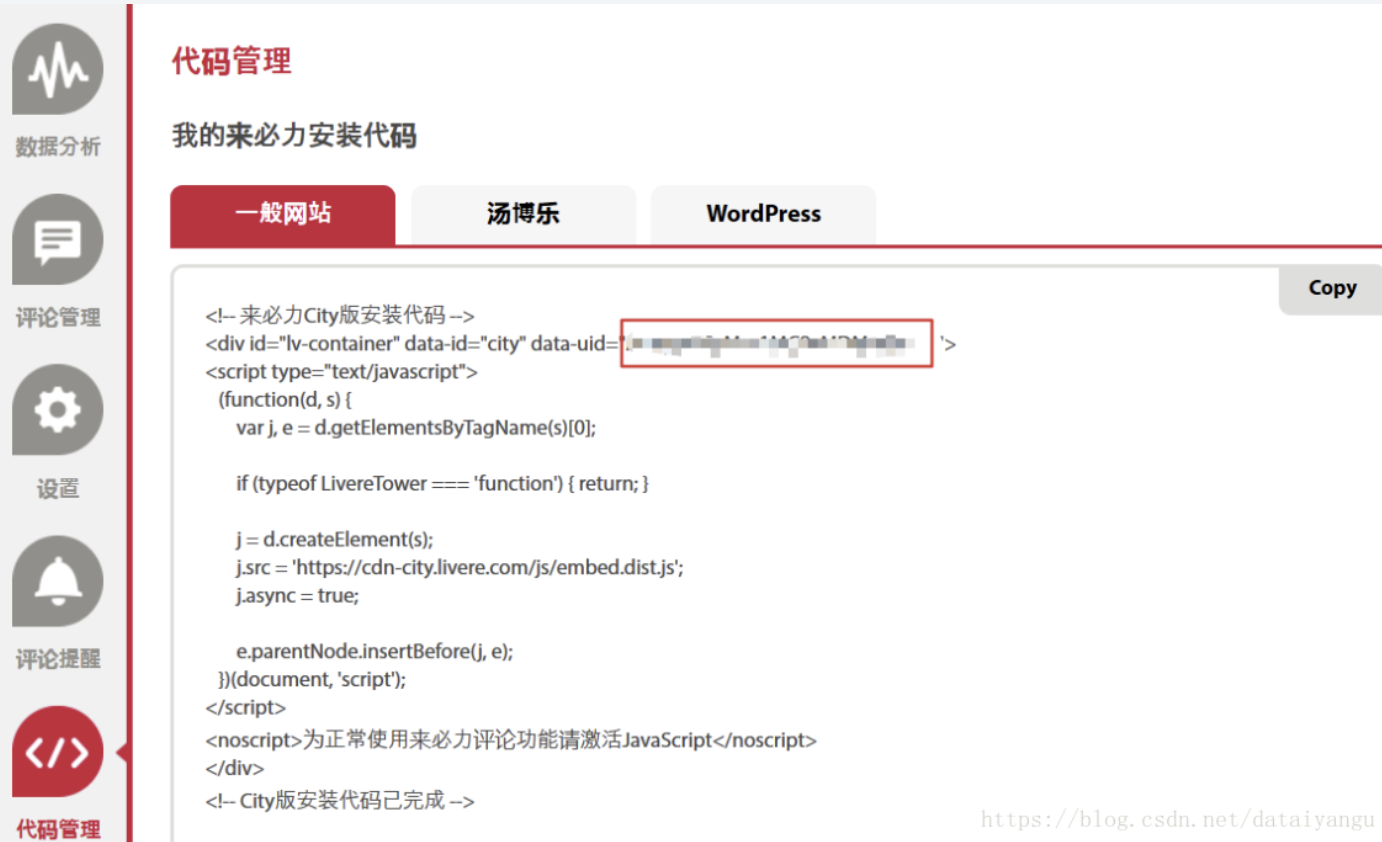 代码管理
我的来必力安装代码
一般网站
汤博乐
WordPress
Copy
<!-- 来必力City版安装代码 -->
<div id="lv-container" data-id="city" data-uid=" '>
<script type="text/javascript">
(function(d, s) {
var j, e = d.getElementsByTagName(s)[0];
if (typeof LivereTower === 'function') { return; }
j = d.createElement(s);
j.src = 'https://cdn-city.livere.com/js/embed.dist.js';
j.async = true;
e.parentNode.insertBefore(j, e);
})(document, 'script');
</script>
<noscript>为正常使用来必力评论功能请激活JavaScript</noscript>
</div>
<!-- City版安装代码已完成 -->
数据分析
评论管理
设置
评论提醒
代码管理
https://blog.csdn.net/dataiyangu